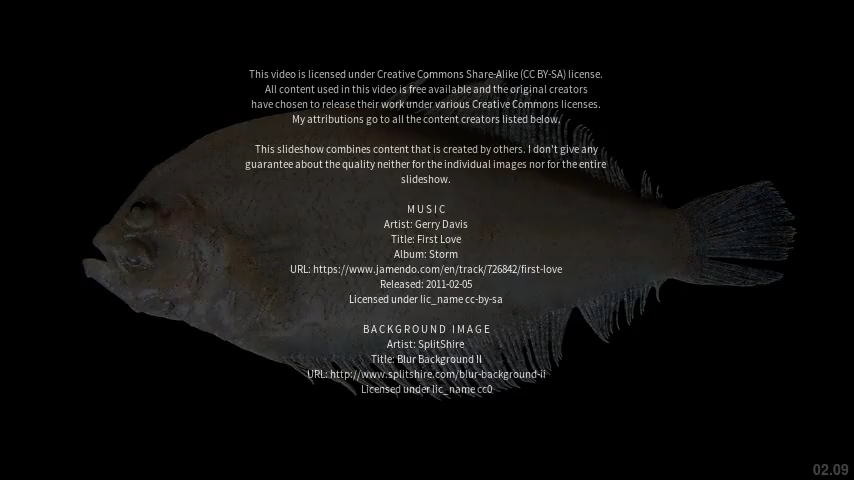 This video is licensed under Creative Commons Share-Alike (CC BY-SA) license.
All content used in this video is free available and the original creators
have chosen to release their work under various Creative Commons licenses.
My attributions go to all the content creators listed below.
This slideshow combines content that is created by others. I don't give any
guarantee about the quality neither for the individual images nor for the entire
slideshow.
MUSIC
Artist: Gerry Davis
Title: First Love
Album: Storm
URL: https://www.jamendo.com/en/track/726842/first-love
Released: 2011-02-05
Licensed under lic_name cc-by-sa
BACKGROUND IMAGE
Artist: SplitShire
Title: Blur Background II
URL: http://www.splitshire.com/blur-background-ii
Licensed under lic_name cc0
02.09